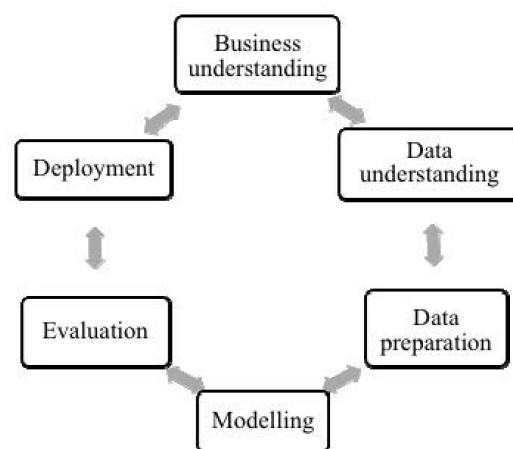 Business
understanding
Data
understanding
Data
preparation
Modelling
Evaluation
Deployment